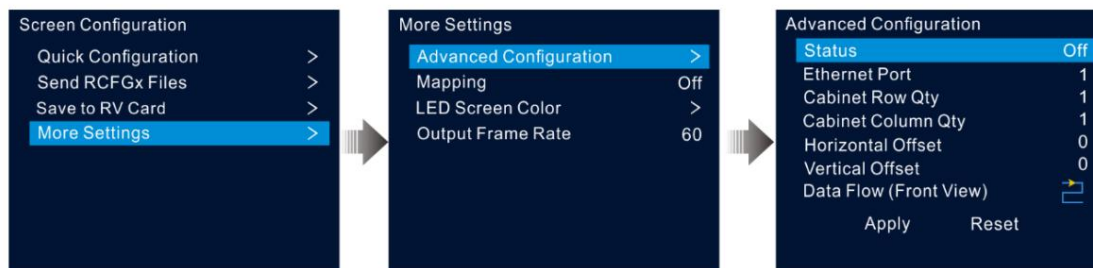 Screen Configuration
Quick Configuration >
Send RCFGx Files >
Save to RV Card >
More Settings >
More Settings
Advanced Configuration >
Mapping Off
LED Screen Color >
Output Frame Rate 60
Advanced Configuration
Status Off
Ethernet Port 1
Cabinet Row Qty 1
Cabinet Column Qty 1
Horizontal Offset 0
Vertical Offset 0
Data Flow (Front View)
Apply Reset